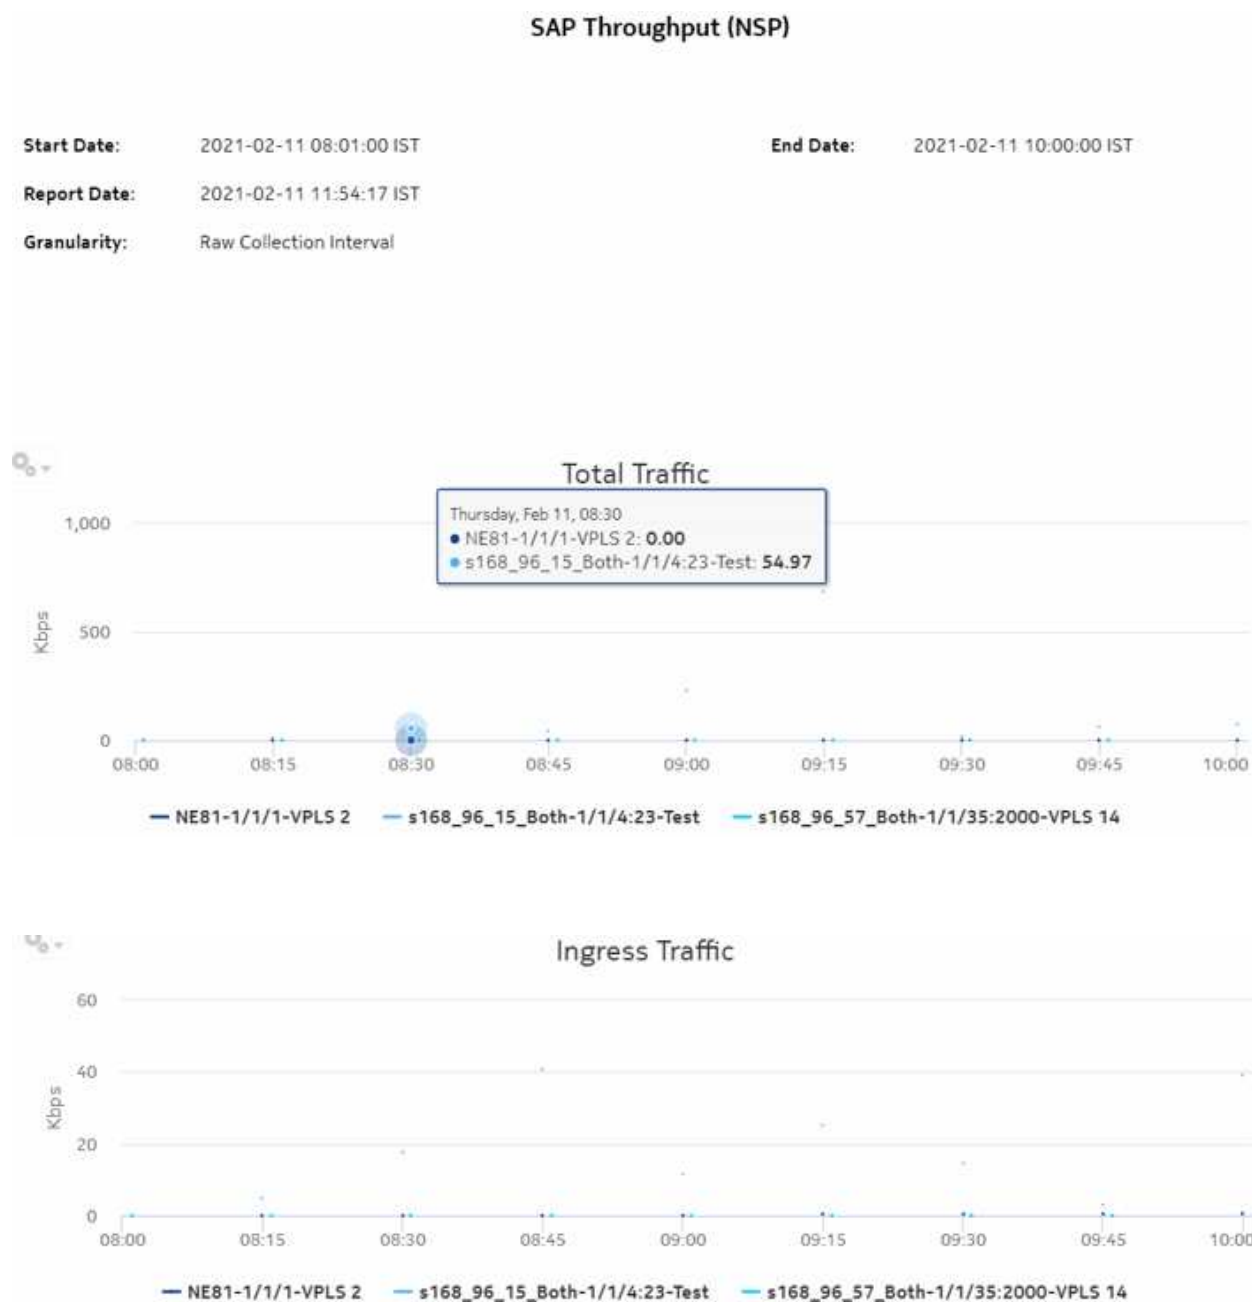 SAP Throughput (NSP)
Start Date: 2021-02-11 08:01:00 IST End Date: 2021-02-11 10:00:00 IST
Report Date: 2021-02-11 11:54:17 IST
Granularity: Raw Collection Interval
Total Traffic
Thursday, Feb 11, 08:30
NE81-1/1/1-VPLS 2: 0.00
s168_96_15_Both-1/1/4:23-Test: 54.97
1,000
500
0
Kbps
08:00 08:15 08:30 08:45 09:00 09:15 09:30 09:45 10:00
NE81-1/1/1-VPLS 2 s168_96_15_Both-1/1/4:23-Test s168_96_57_Both-1/1/35:2000-VPLS 14
Ingress Traffic
60
40
20
0
Kbps
08:00 08:15 08:30 08:45 09:00 09:15 09:30 09:45 10:00
NE81-1/1/1-VPLS 2 s168_96_15_Both-1/1/4:23-Test s168_96_57_Both-1/1/35:2000-VPLS 14